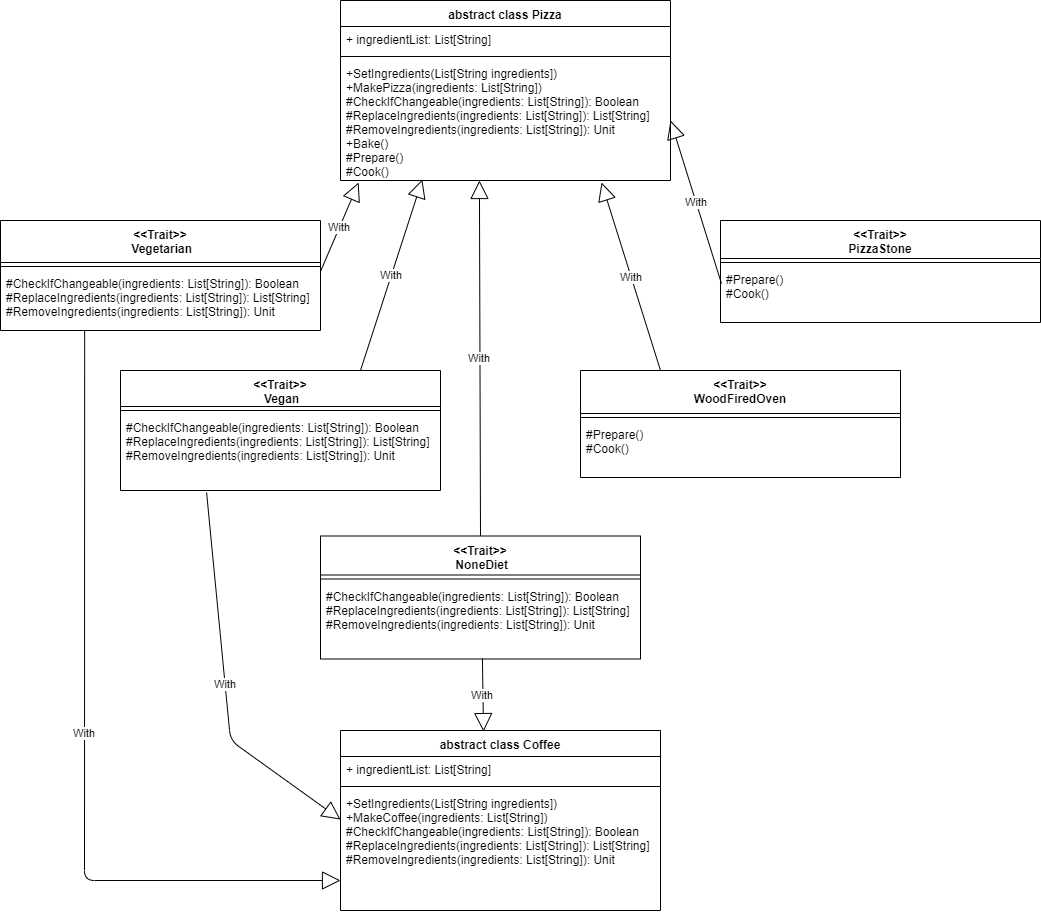 abstract class Pizza
+ ingredientList: List[String]
+SetIngredients(List[String ingredients])
+MakePizza(ingredients: List[String])
#CheckIfChangeable(ingredients: List[String]): Boolean
#ReplaceIngredients(ingredients: List[String]): List[String]
#RemoveIngredients(ingredients: List[String]): Unit
+Bake()
#Prepare()
#Cook()
With
With
With
With
With
<<Trait>>
Vegetarian
#CheckIfChangeable(ingredients: List[String]): Boolean
#ReplaceIngredients(ingredients: List[String]): List[String]
#RemoveIngredients(ingredients: List[String]): Unit
<<Trait>>
PizzaStone
#Prepare()
#Cook()
<<Trait>>
Vegan
#CheckIfChangeable(ingredients: List[String]): Boolean
#ReplaceIngredients(ingredients: List[String]): List[String]
#RemoveIngredients(ingredients: List[String]): Unit
<<Trait>>
WoodFiredOven
#Prepare()
#Cook()
<<Trait>>
NoneDiet
#CheckIfChangeable(ingredients: List[String]): Boolean
#ReplaceIngredients(ingredients: List[String]): List[String]
#RemoveIngredients(ingredients: List[String]): Unit
With
With
With
abstract class Coffee
+ ingredientList: List[String]
+SetIngredients(List[String ingredients])
+MakeCoffee(ingredients: List[String])
#CheckIfChangeable(ingredients: List[String]): Boolean
#ReplaceIngredients(ingredients: List[String]): List[String]
#RemoveIngredients(ingredients: List[String]): Unit